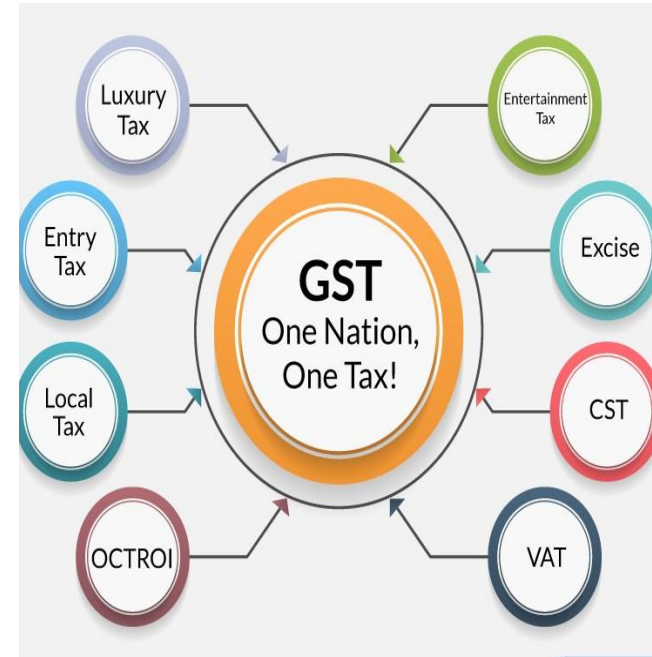 Luxury
Tax
Entertainment
Tax
Entry
Tax
Excise
GST
One Nation,
One Tax!
Local
Tax
CST
OCTROI
VAT